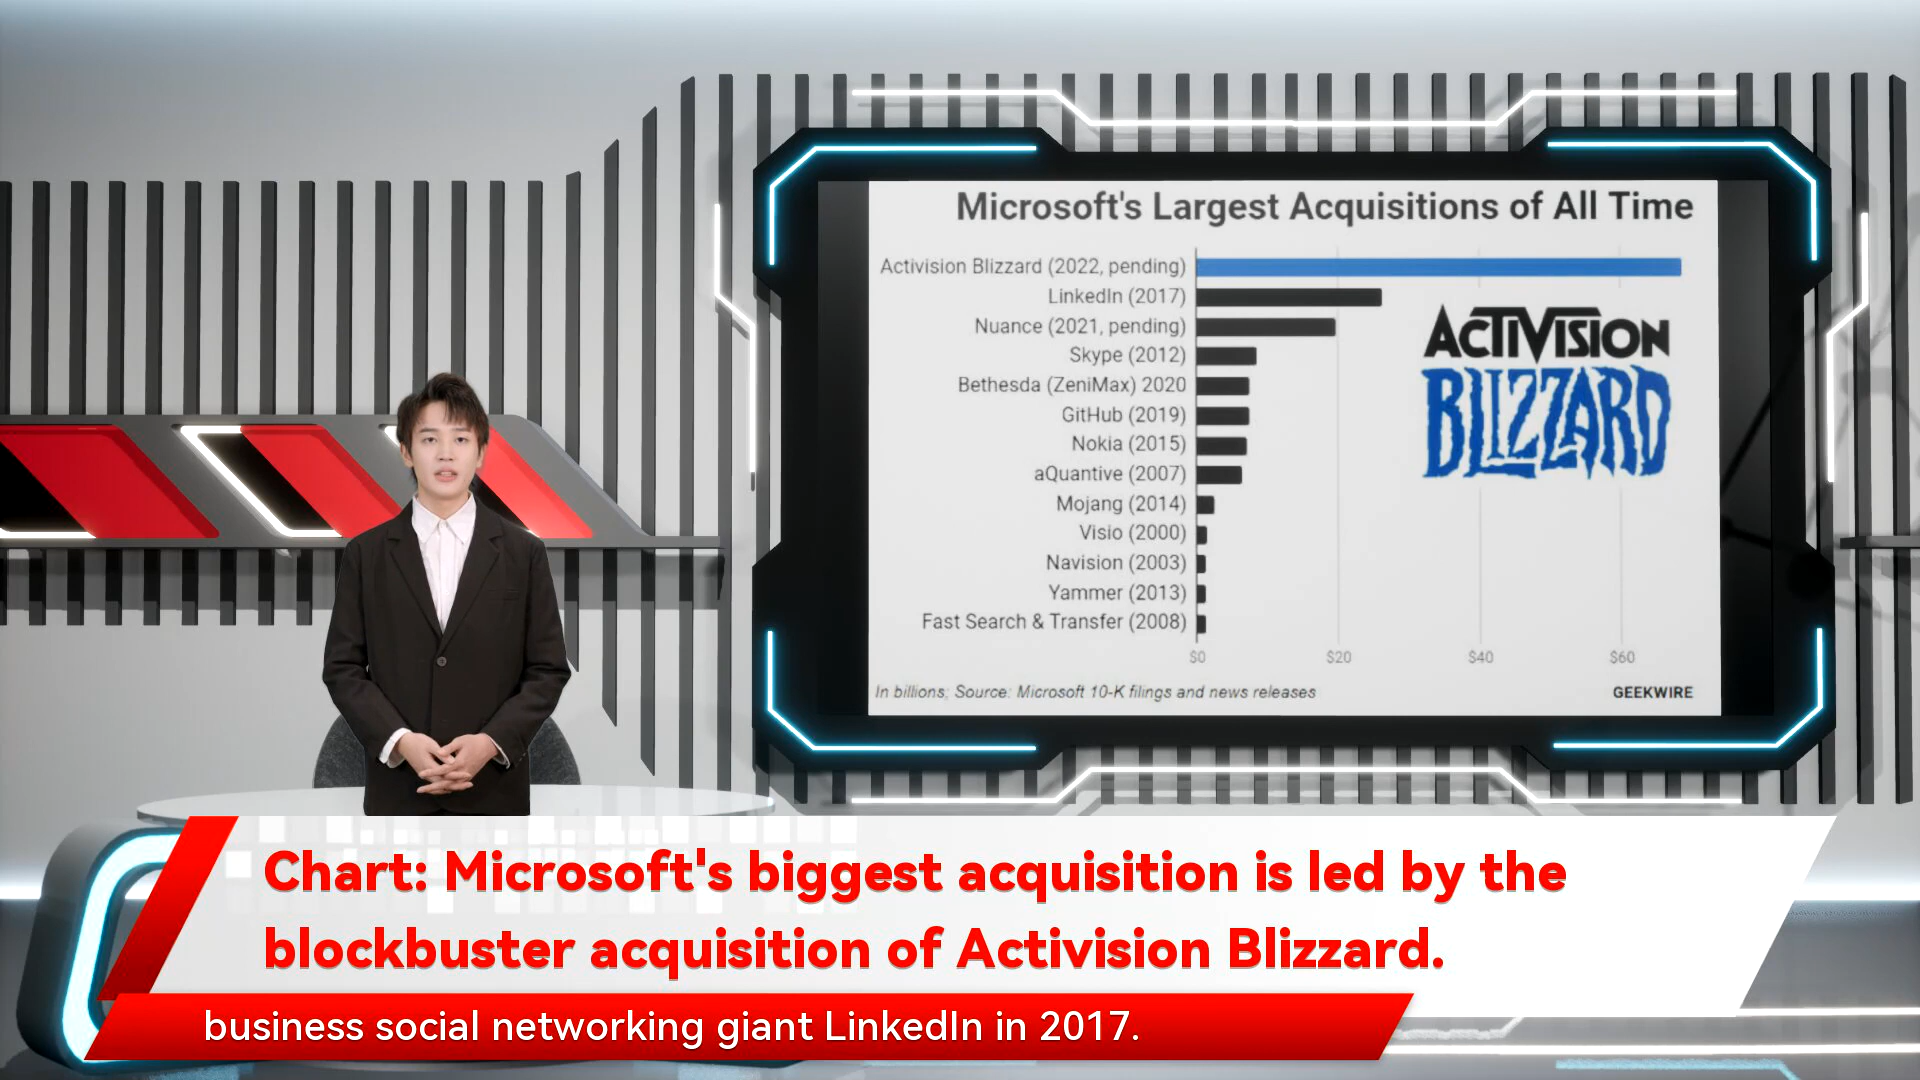 Microsoft's Largest Acquisitions of All Time
Activision Blizzard (2022, pending)
LinkedIn (2017)
Nuance (2021, pending)
Skype (2012)
Bethesda (ZeniMax) 2020
GitHub (2019)
Nokia (2015)
aQuantive (2007)
Mojang (2014)
Visio (2000)
Navision (2003)
Yammer (2013)
Fast Search & Transfer (2008)
$0 $20 $40 $60
ACTIVISION
BLIZZARD
In billions; Source: Microsoft 10-K filings and news releases
GEEKWIRE
Chart: Microsoft's biggest acquisition is led by the
blockbuster acquisition of Activision Blizzard.
business social networking giant LinkedIn in 2017.